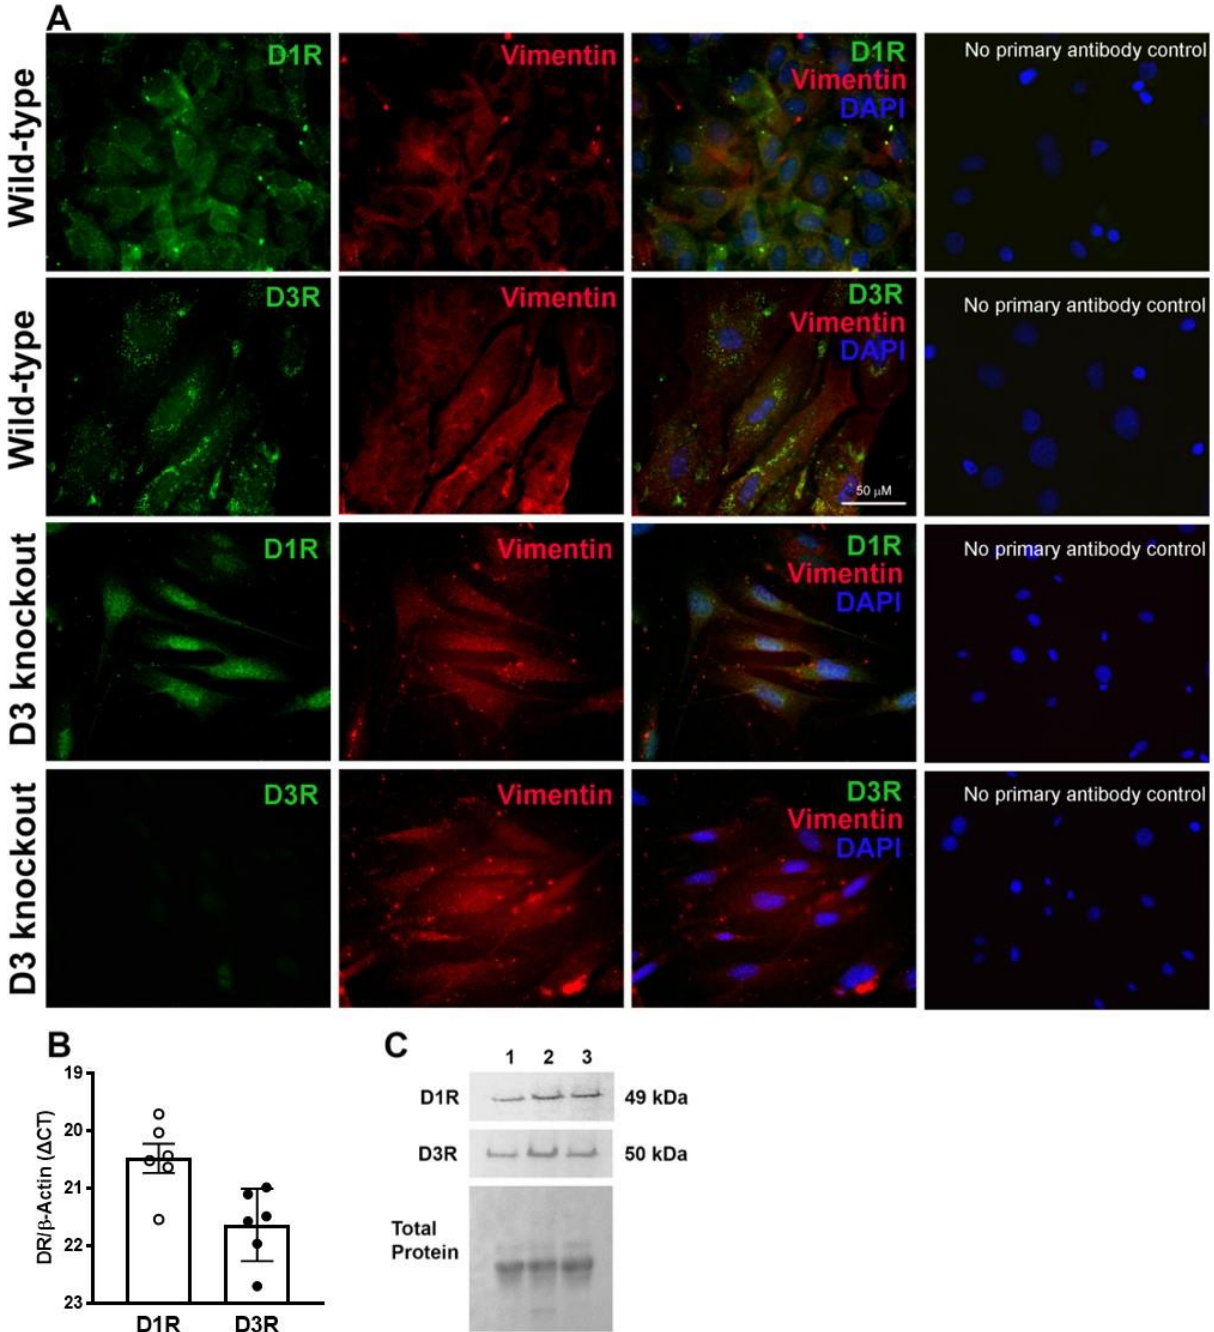 A
Wild-type
D1R
Vimentin
D1R
Vimentin
DAPI
No primary antibody control
Wild-type
D3R
Vimentin
D3R
Vimentin
DAPI
50 µM
No primary antibody control
D3 knockout
D1R
Vimentin
D1R
Vimentin
DAPI
No primary antibody control
D3 knockout
D3R
Vimentin
D3R
Vimentin
DAPI
No primary antibody control
B
DR/β-Actin (ΔCT)
19
20
21
22
23
D1R
D3R
C
1 2 3
D1R 49 kDa
D3R 50 kDa
Total
Protein